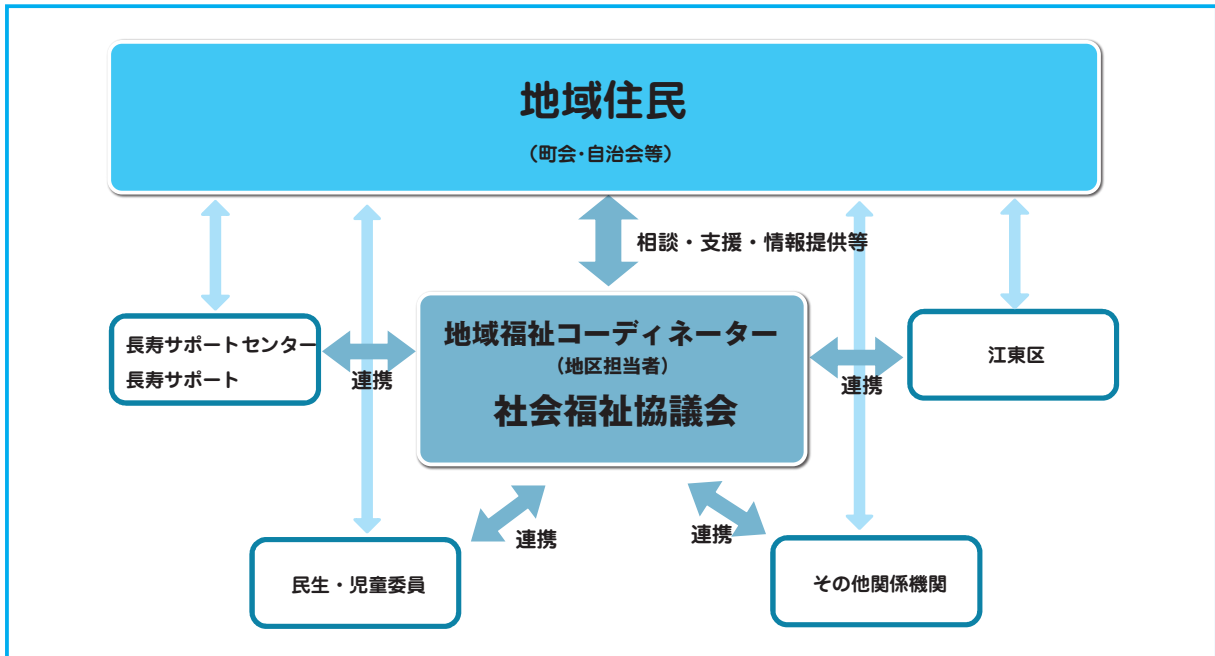 地域住民
（町会・自治会等）
相談・支援・情報提供等
地域福祉コーディネーター
（地区担当者）
社会福祉協議会
長寿サポートセンター
長寿サポート
連携
連携
江東区
連携
連携
民生・児童委員
その他関係機関